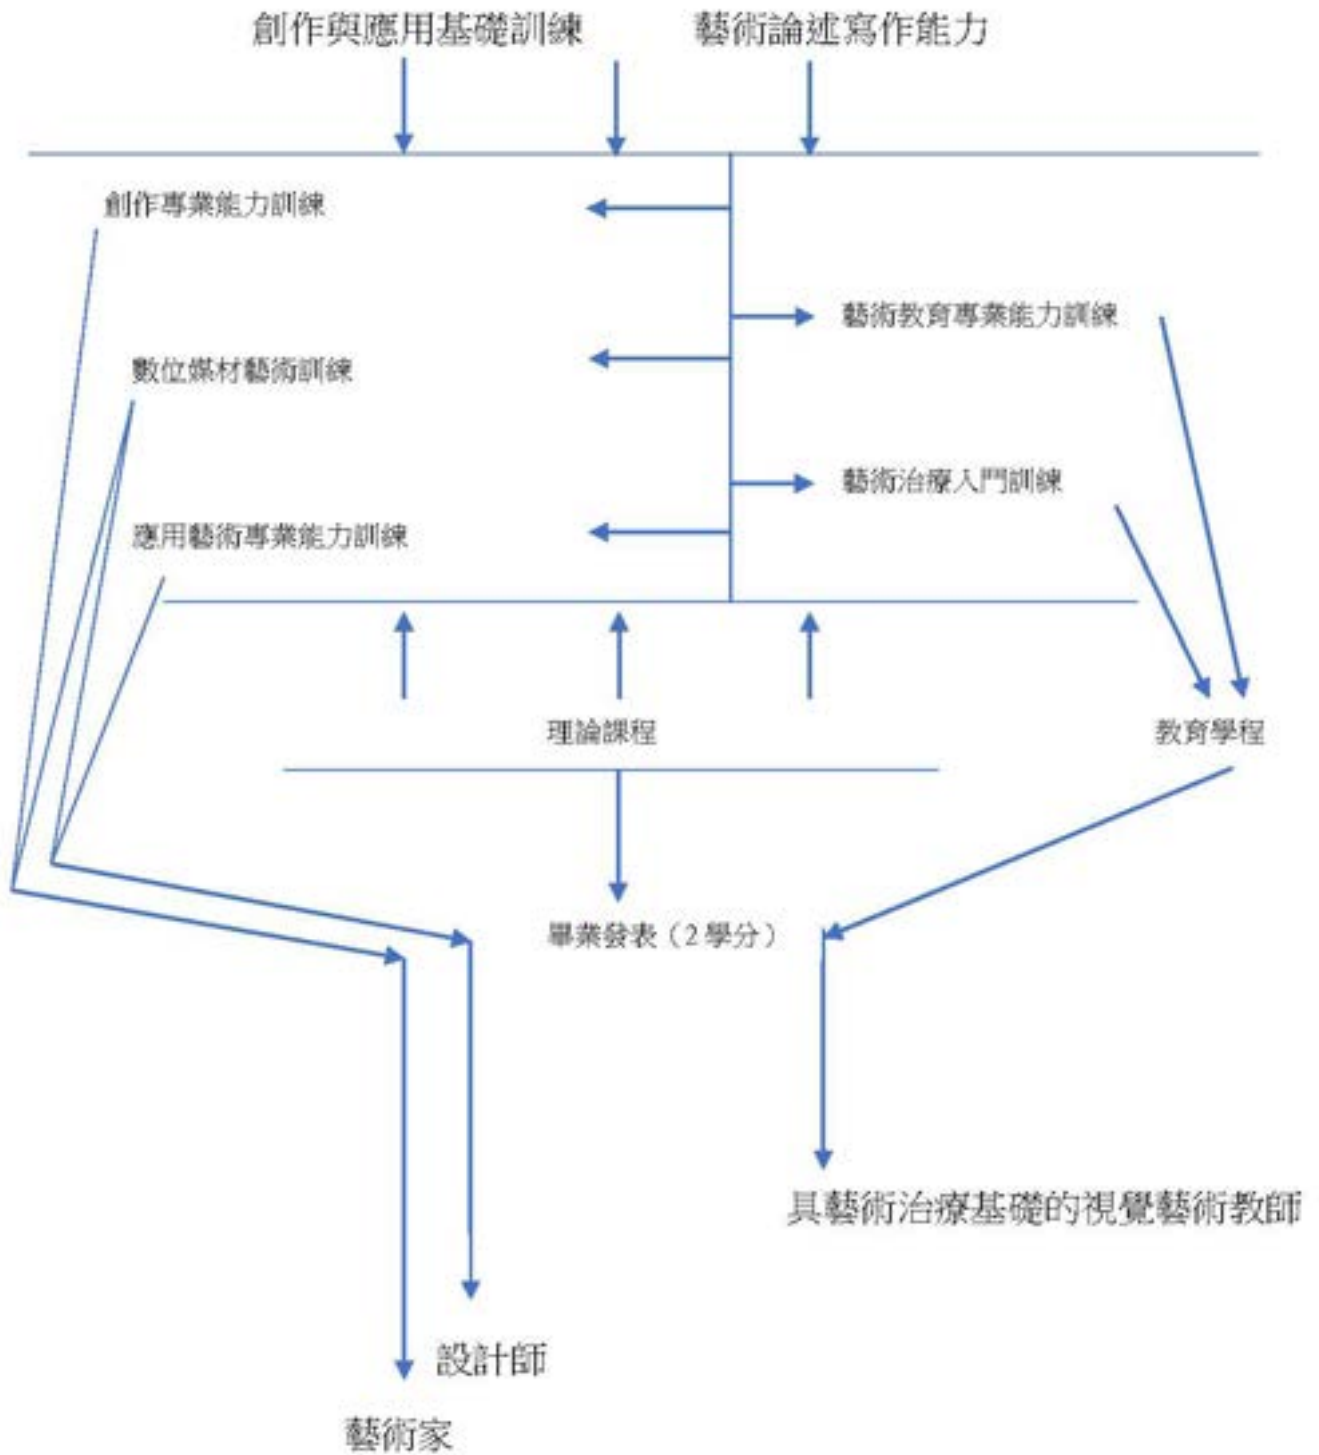 創作與應用基礎訓練
藝術論述寫作能力
創作專業能力訓練
藝術教育專業能力訓練
數位媒材藝術訓練
藝術治療入門訓練
應用藝術專業能力訓練
理論課程
教育學程
畢業發表（2 學分）
具藝術治療基礎的視覺藝術教師
設計師
藝術家